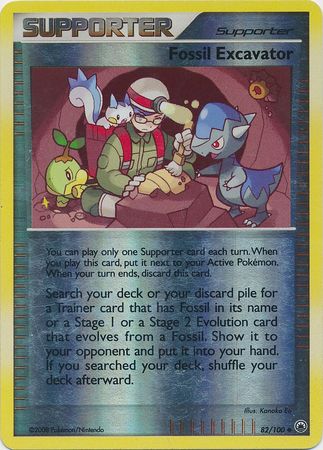 SUPPORTER Supporter
Fossil Excavator
You can play only one Supporter card each turn. When
you play this card, put it next to your Active Pokémon.
When your turn ends, discard this card.
Search your deck or your discard pile for
a Trainer card that has Fossil in its name
or a Stage 1 or a Stage 2 Evolution card
that evolves from a Fossil. Show it to
your opponent and put it into your hand.
If you searched your deck, shuffle your
deck afterward.
Illus. Kanako Eo
©2008 Pokémon/Nintendo 82/100